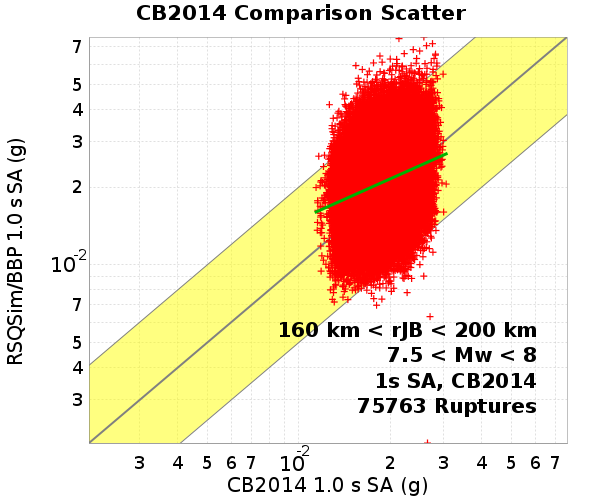 CB2014 Comparison Scatter
RSQSim/BBP 1.0 s SA (g)
7
5
4
3
2
10-2
7
5
4
3
160 km < rJB < 200 km
7.5 < Mw < 8
1s SA, CB2014
75763 Ruptures
3 4 5 6 7 10-2 2 3 4 5 6 7
CB2014 1.0 s SA (g)